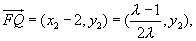 $\overrightarrow{FQ} = (x_2 - 2, y_2) = (\frac{\lambda - 1}{2\lambda}, y_2),$